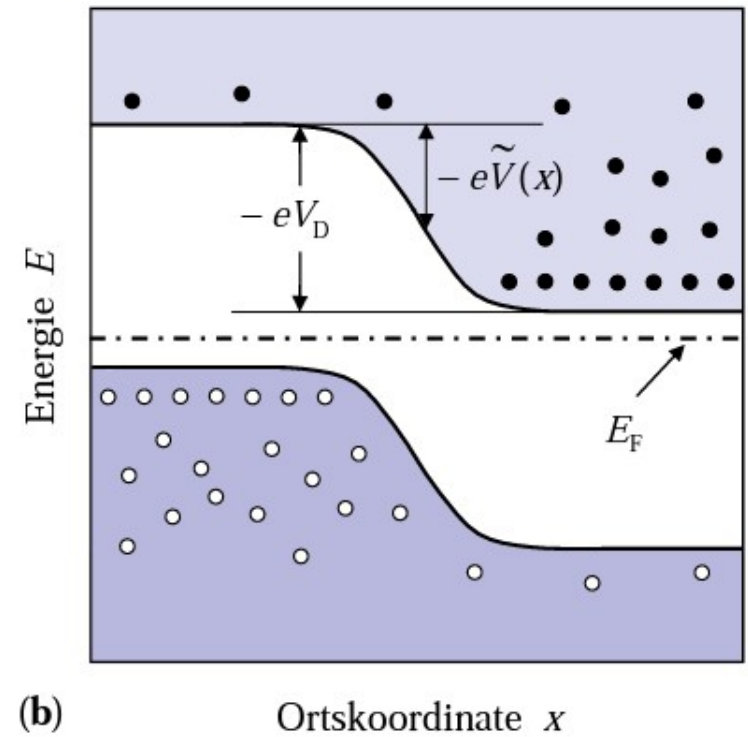 − eṼ(x)
− eV_D
Energie E
E_F
(b)
Ortskoordinate x